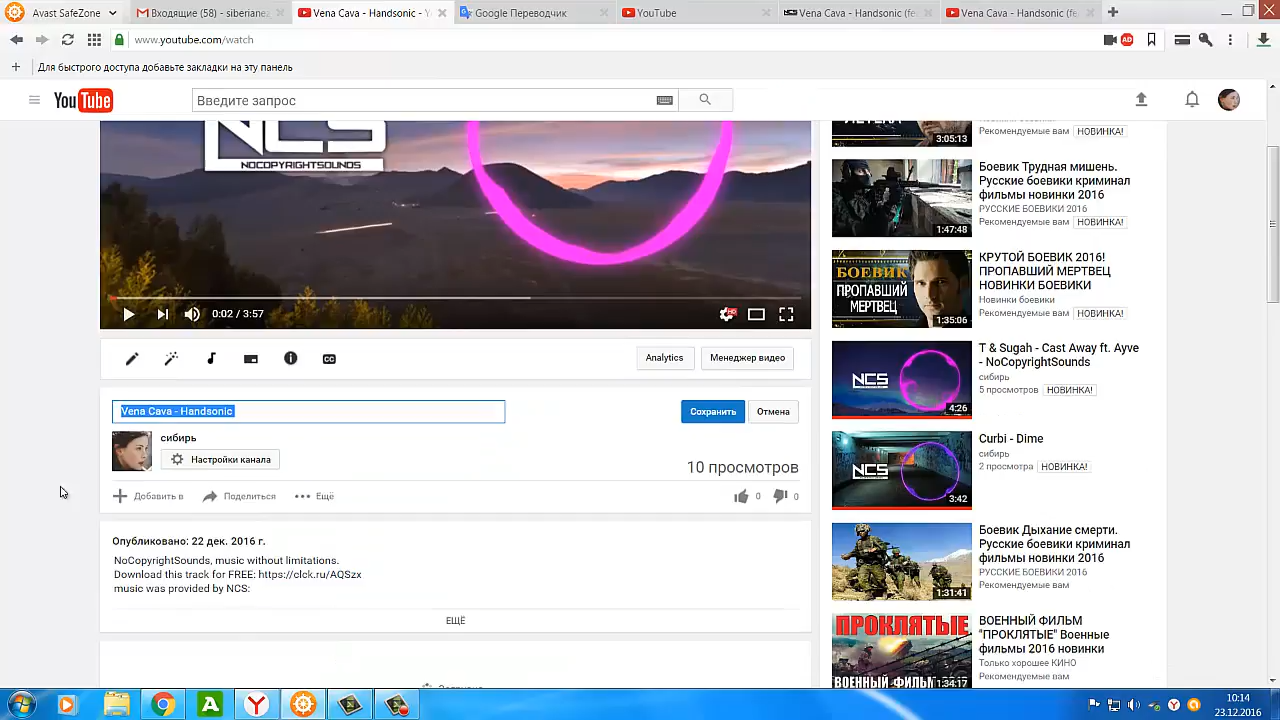 Avast SafeZone
Входящие (58) - siberianez
Vena Cava - Handsonic - Y
Google Переводчик
YouTube
Vena Cava - Handsonic (fe
Vena Cava - Handsonic (fe
www.youtube.com/watch
AD
Для быстрого доступа добавьте закладки на эту панель
YouTube
Введите запрос
NCS
NOCOPYRIGHTSOUNDS
0:02 / 3:57
HD
CC
Analytics
Менеджер видео
Vena Cava - Handsonic
Сохранить
Отмена
сибирь
Настройки канала
10 просмотров
Добавить в
Поделиться
Ещё
0
0
Опубликовано: 22 дек. 2016 г.
NoCopyrightSounds, music without limitations.
Download this track for FREE: https://clck.ru/AQSzx
music was provided by NCS:
ЕЩЁ
3:05:13
Рекомендуемые вам НОВИНКА!
1:47:48
Боевик Трудная мишень.
Русские боевики криминал
фильмы новинки 2016
РУССКИЕ БОЕВИКИ 2016
Рекомендуемые вам НОВИНКА!
БОЕВИК
ПРОПАВШИЙ
МЕРТВЕЦ
1:35:06
КРУТОЙ БОЕВИК 2016!
ПРОПАВШИЙ МЕРТВЕЦ
НОВИНКИ БОЕВИКИ
Новинки боевики
Рекомендуемые вам НОВИНКА!
NCS
4:26
T & Sugah - Cast Away ft. Ayve
- NoCopyrightSounds
сибирь
5 просмотров НОВИНКА!
NCS
3:42
Curbi - Dime
сибирь
2 просмотра НОВИНКА!
1:31:41
Боевик Дыхание смерти.
Русские боевики криминал
фильмы новинки 2016
РУССКИЕ БОЕВИКИ 2016
Рекомендуемые вам
ПРОКЛЯТЫЕ
ВОЕННЫЙ ФИЛЬМ
1:34:17
ВОЕННЫЙ ФИЛЬМ
"ПРОКЛЯТЫЕ" Военные
фильмы 2016 новинки
Только хорошее КИНО
Рекомендуемые вам
10:14
23.12.2016